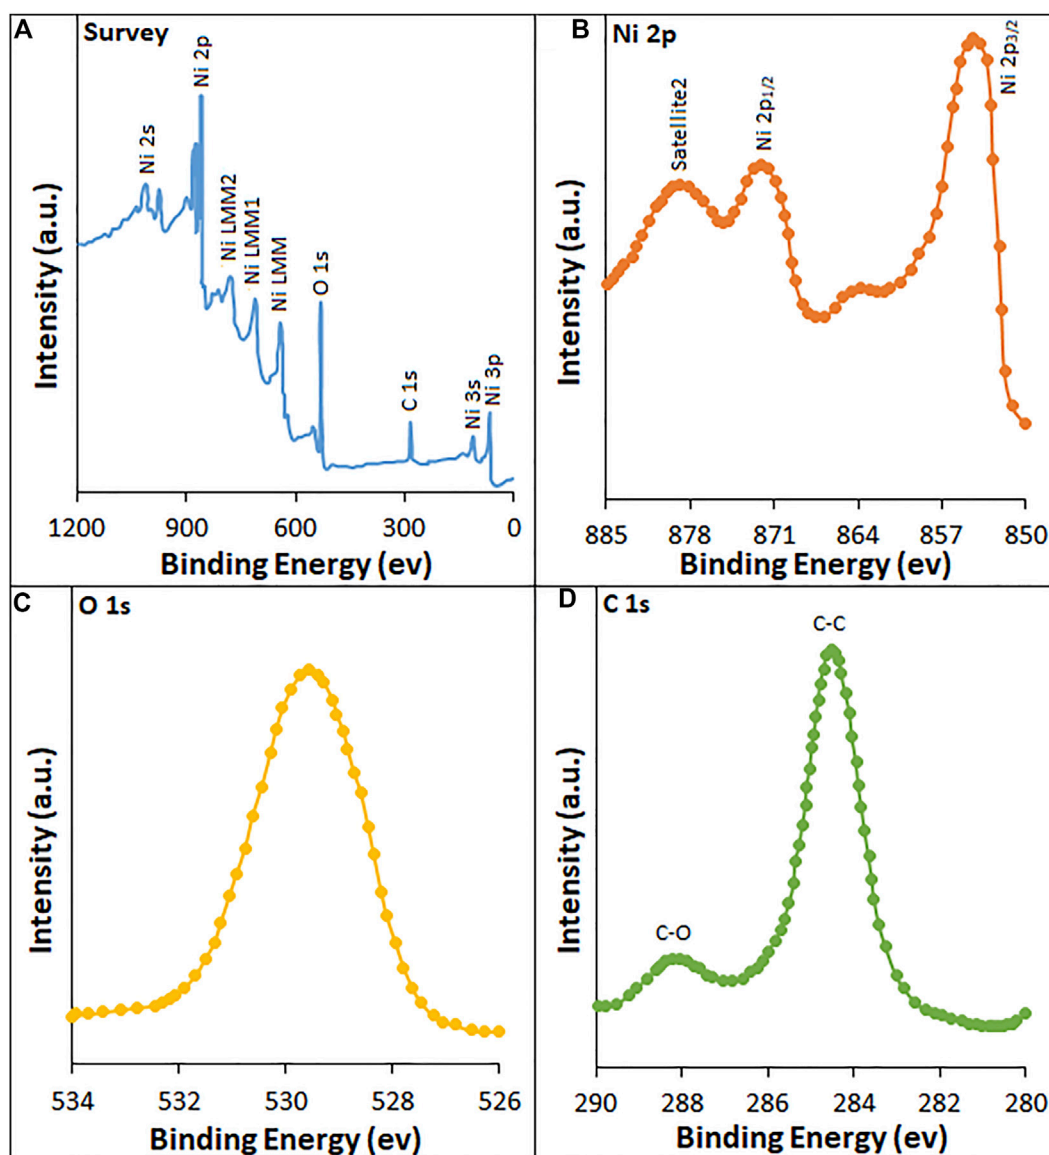 A
Survey
Ni 2s
Ni 2p
Ni LMM2
Ni LMM1
Ni LMM
O 1s
C 1s
Ni 3s
Ni 3p
Intensity (a.u.)
1200 900 600 300 0
Binding Energy (ev)
B
Ni 2p
Satellite2
Ni 2p1/2
Ni 2p3/2
Intensity (a.u.)
885 878 871 864 857 850
Binding Energy (ev)
C
O 1s
Intensity (a.u.)
534 532 530 528 526
Binding Energy (ev)
D
C 1s
C-C
C-O
Intensity (a.u.)
290 288 286 284 282 280
Binding Energy (ev)